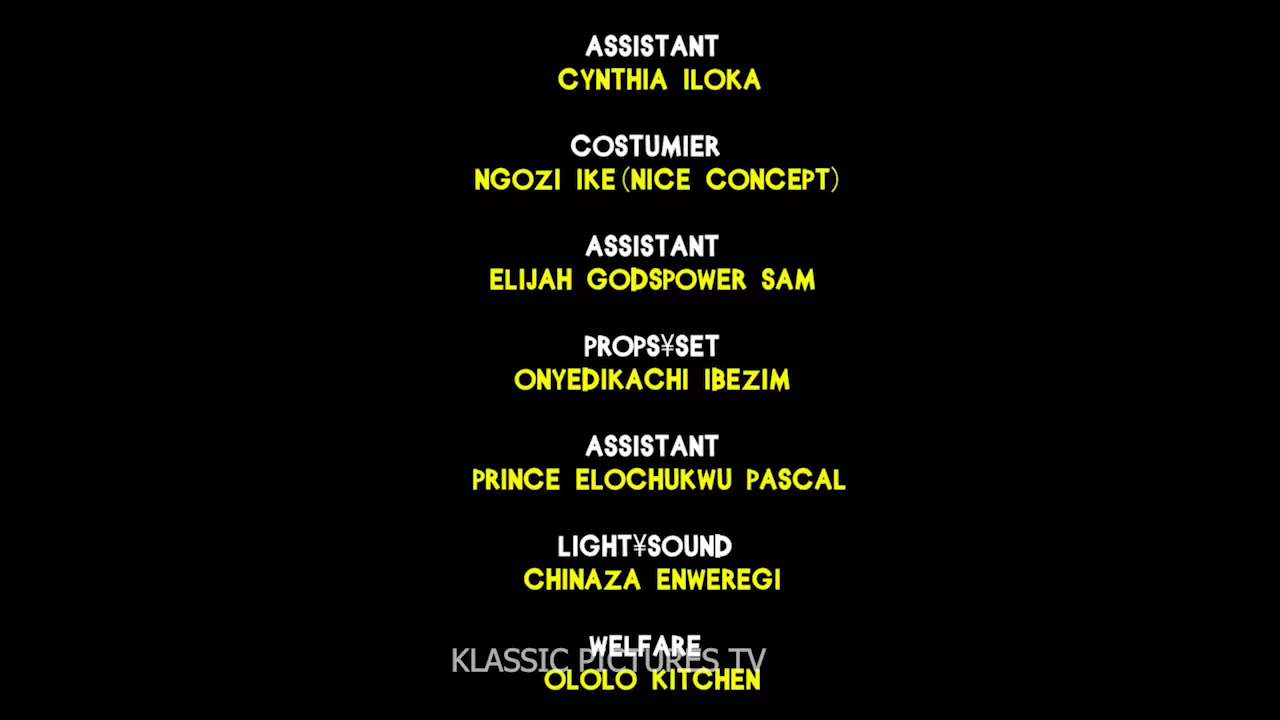 ASSISTANT
CYNTHIA ILOKA
COSTUMIER
NGOZI IKE(NICE CONCEPT)
ASSISTANT
ELIJAH GODSPOWER SAM
PROPS¥SET
ONYEDIKACHI IBEZIM
ASSISTANT
PRINCE ELOCHUKWU PASCAL
LIGHT¥SOUND
CHINAZA ENWEREGI
WELFARE
KLASSIC PICTURES TV
OLOLO KITCHEN